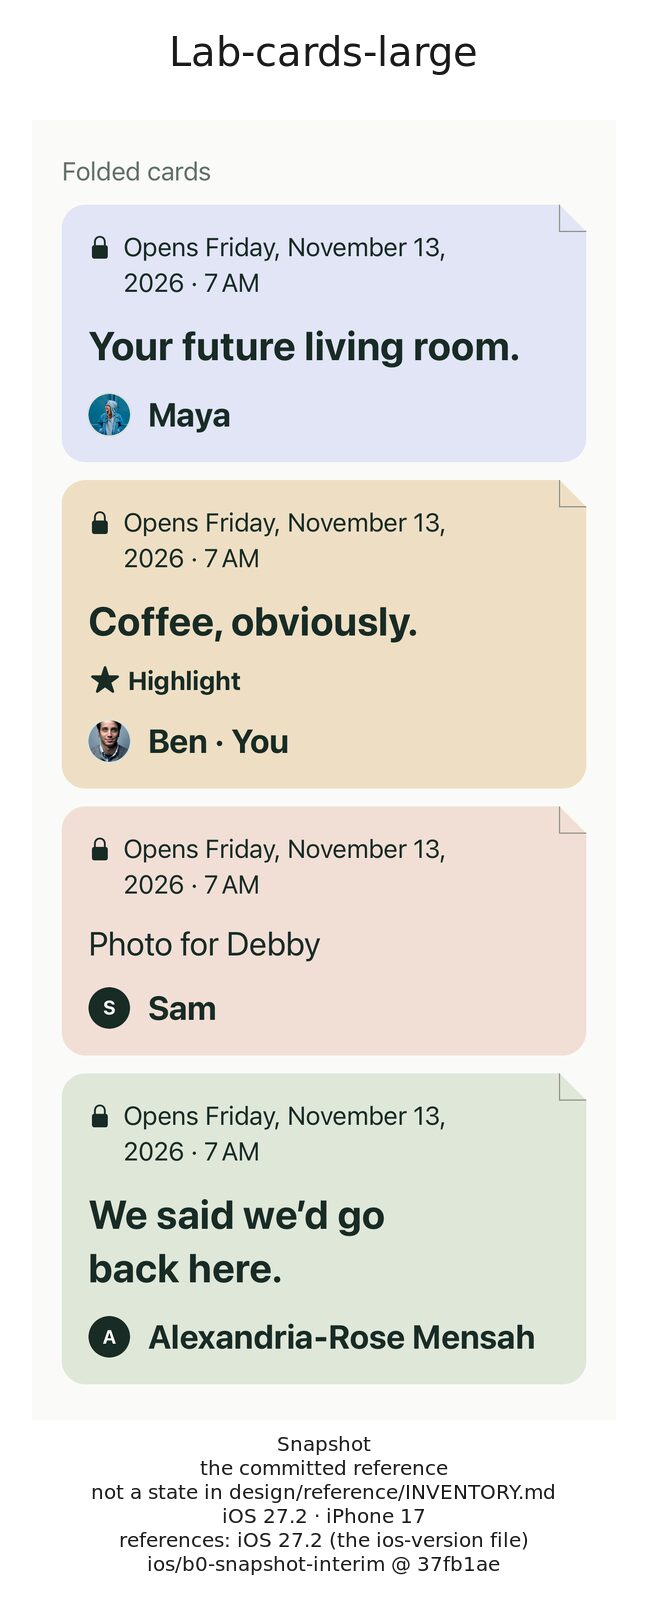 Lab-cards-large
Folded cards
Opens Friday, November 13,
2026 · 7 AM
Your future living room.
Maya
Opens Friday, November 13,
2026 · 7 AM
Coffee, obviously.
Highlight
Ben · You
Opens Friday, November 13,
2026 · 7 AM
Photo for Debby
S Sam
Opens Friday, November 13,
2026 · 7 AM
We said we’d go
back here.
A Alexandria-Rose Mensah
Snapshot
the committed reference
not a state in design/reference/INVENTORY.md
iOS 27.2 · iPhone 17
references: iOS 27.2 (the ios-version file)
ios/b0-snapshot-interim @ 37fb1ae